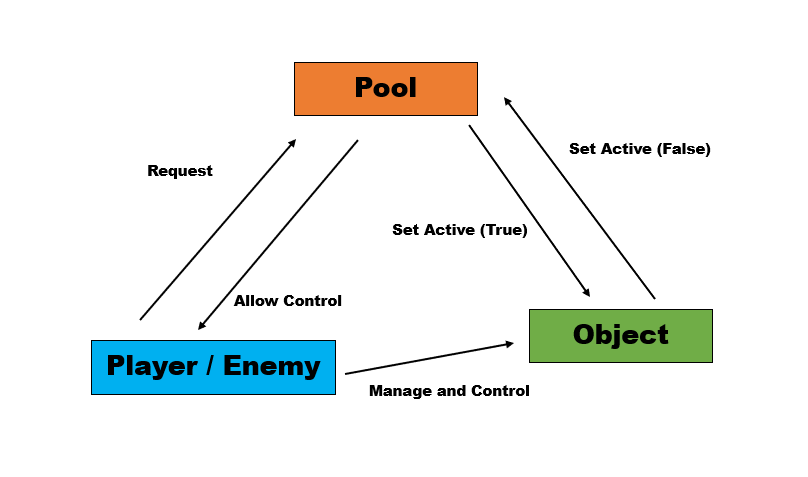 Pool
Request
Set Active (False)
Set Active (True)
Allow Control
Object
Player / Enemy
Manage and Control